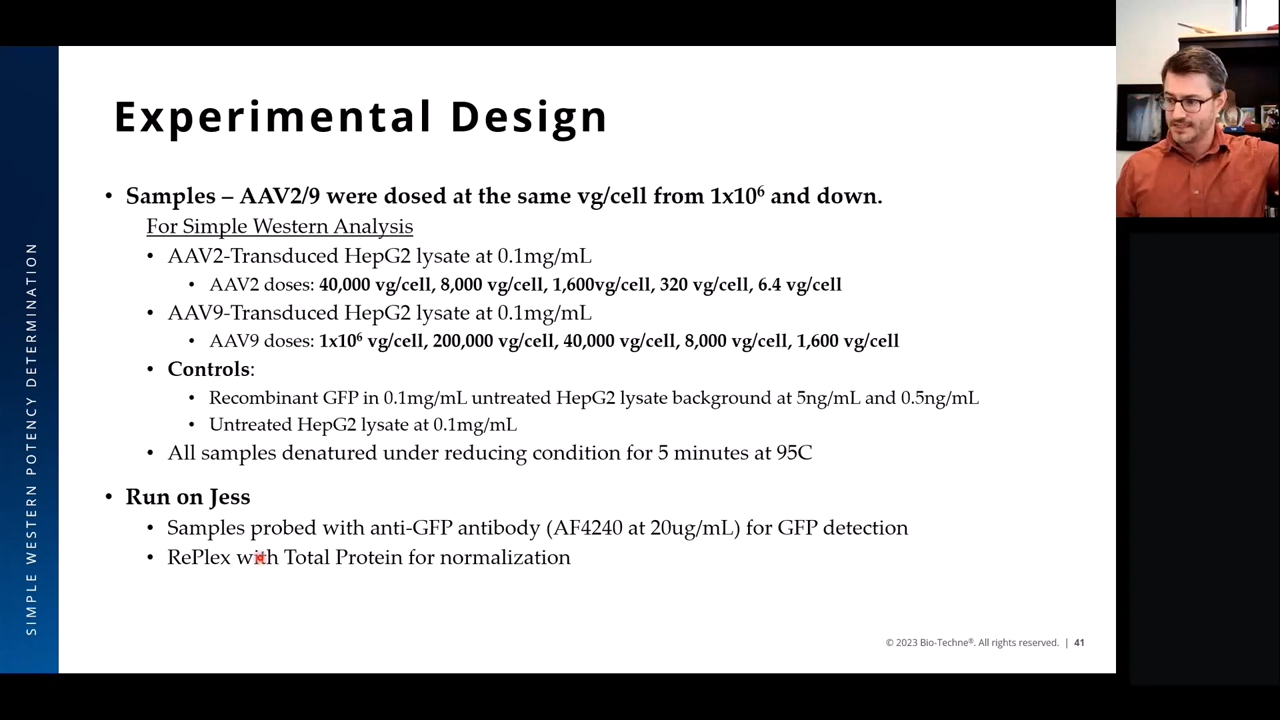 Experimental Design
• Samples – AAV2/9 were dosed at the same vg/cell from 1x10⁶ and down.
For Simple Western Analysis
• AAV2-Transduced HepG2 lysate at 0.1mg/mL
• AAV2 doses: 40,000 vg/cell, 8,000 vg/cell, 1,600vg/cell, 320 vg/cell, 6.4 vg/cell
• AAV9-Transduced HepG2 lysate at 0.1mg/mL
• AAV9 doses: 1x10⁶ vg/cell, 200,000 vg/cell, 40,000 vg/cell, 8,000 vg/cell, 1,600 vg/cell
• Controls:
• Recombinant GFP in 0.1mg/mL untreated HepG2 lysate background at 5ng/mL and 0.5ng/mL
• Untreated HepG2 lysate at 0.1mg/mL
• All samples denatured under reducing condition for 5 minutes at 95C
• Run on Jess
• Samples probed with anti-GFP antibody (AF4240 at 20ug/mL) for GFP detection
• RePlex with Total Protein for normalization
SIMPLE WESTERN POTENCY DETERMINATION
© 2023 Bio-Techne®. All rights reserved. | 41